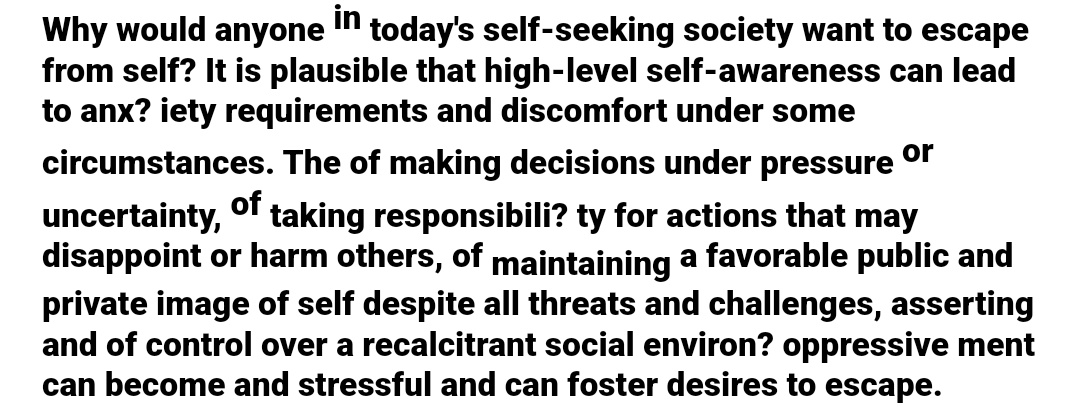 Why would anyone in today's self-seeking society want to escape
from self? It is plausible that high-level self-awareness can lead
to anx? iety requirements and discomfort under some
circumstances. The of making decisions under pressure or
uncertainty, of taking responsibili? ty for actions that may
disappoint or harm others, of maintaining a favorable public and
private image of self despite all threats and challenges, asserting
and of control over a recalcitrant social environ? oppressive ment
can become and stressful and can foster desires to escape.